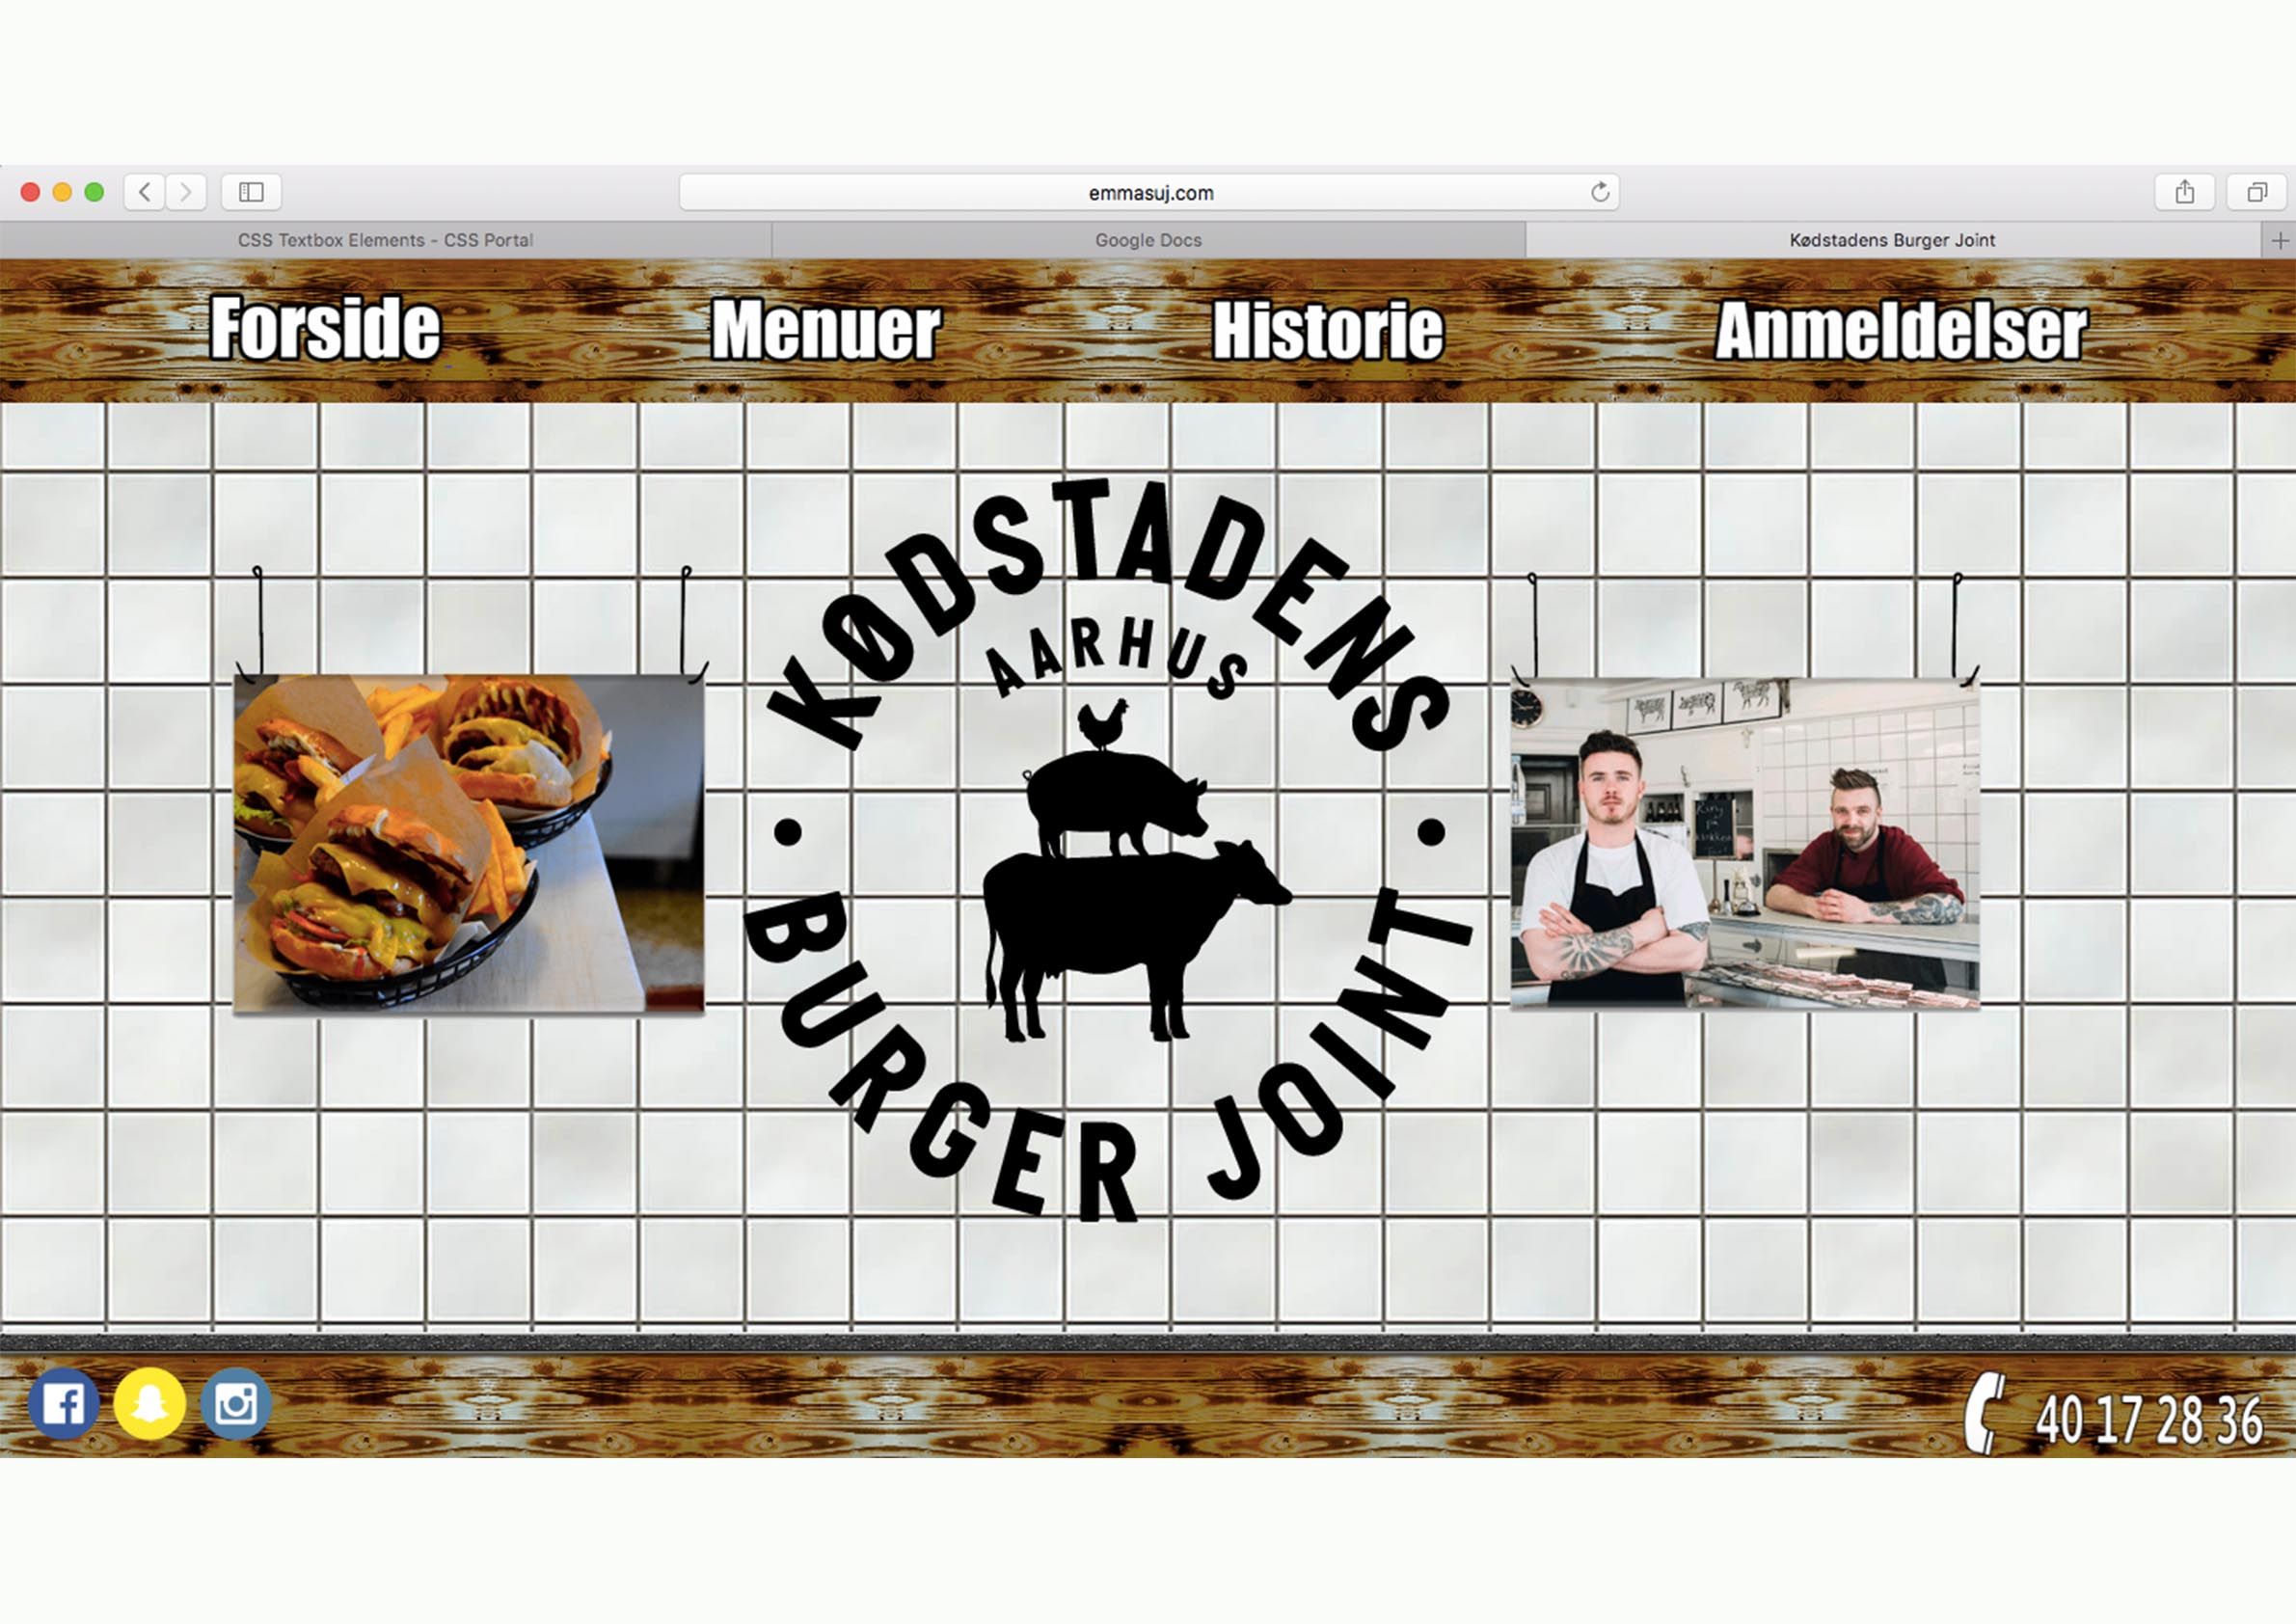 emmasuj.com
CSS Textbox Elements - CSS Portal
Google Docs
Kødstadens Burger Joint
Forside
Menuer
Historie
Anmeldelser
KØDSTADENS
AARHUS
BURGER JOINT
40 17 28 36